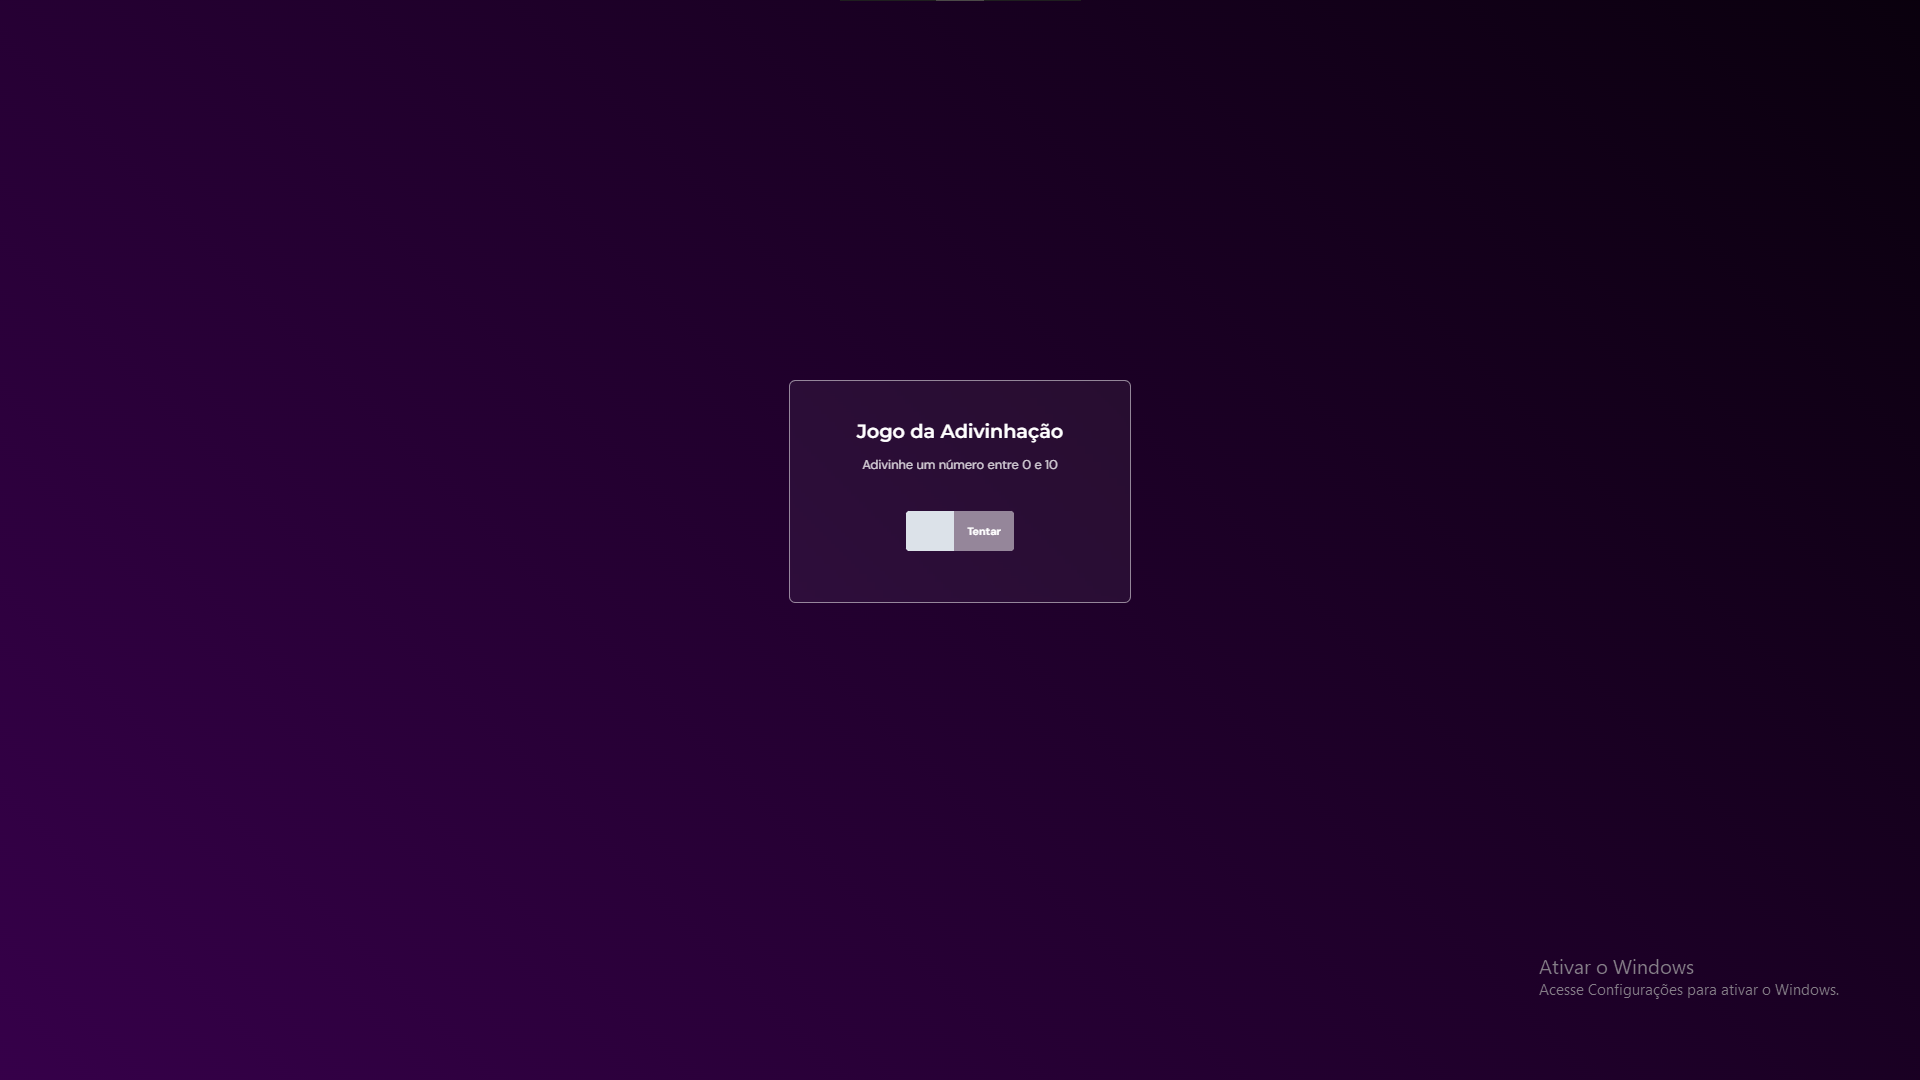 Jogo da Adivinhação
Adivinhe um número entre 0 e 10
Tentar
Ativar o Windows
Acesse Configurações para ativar o Windows.